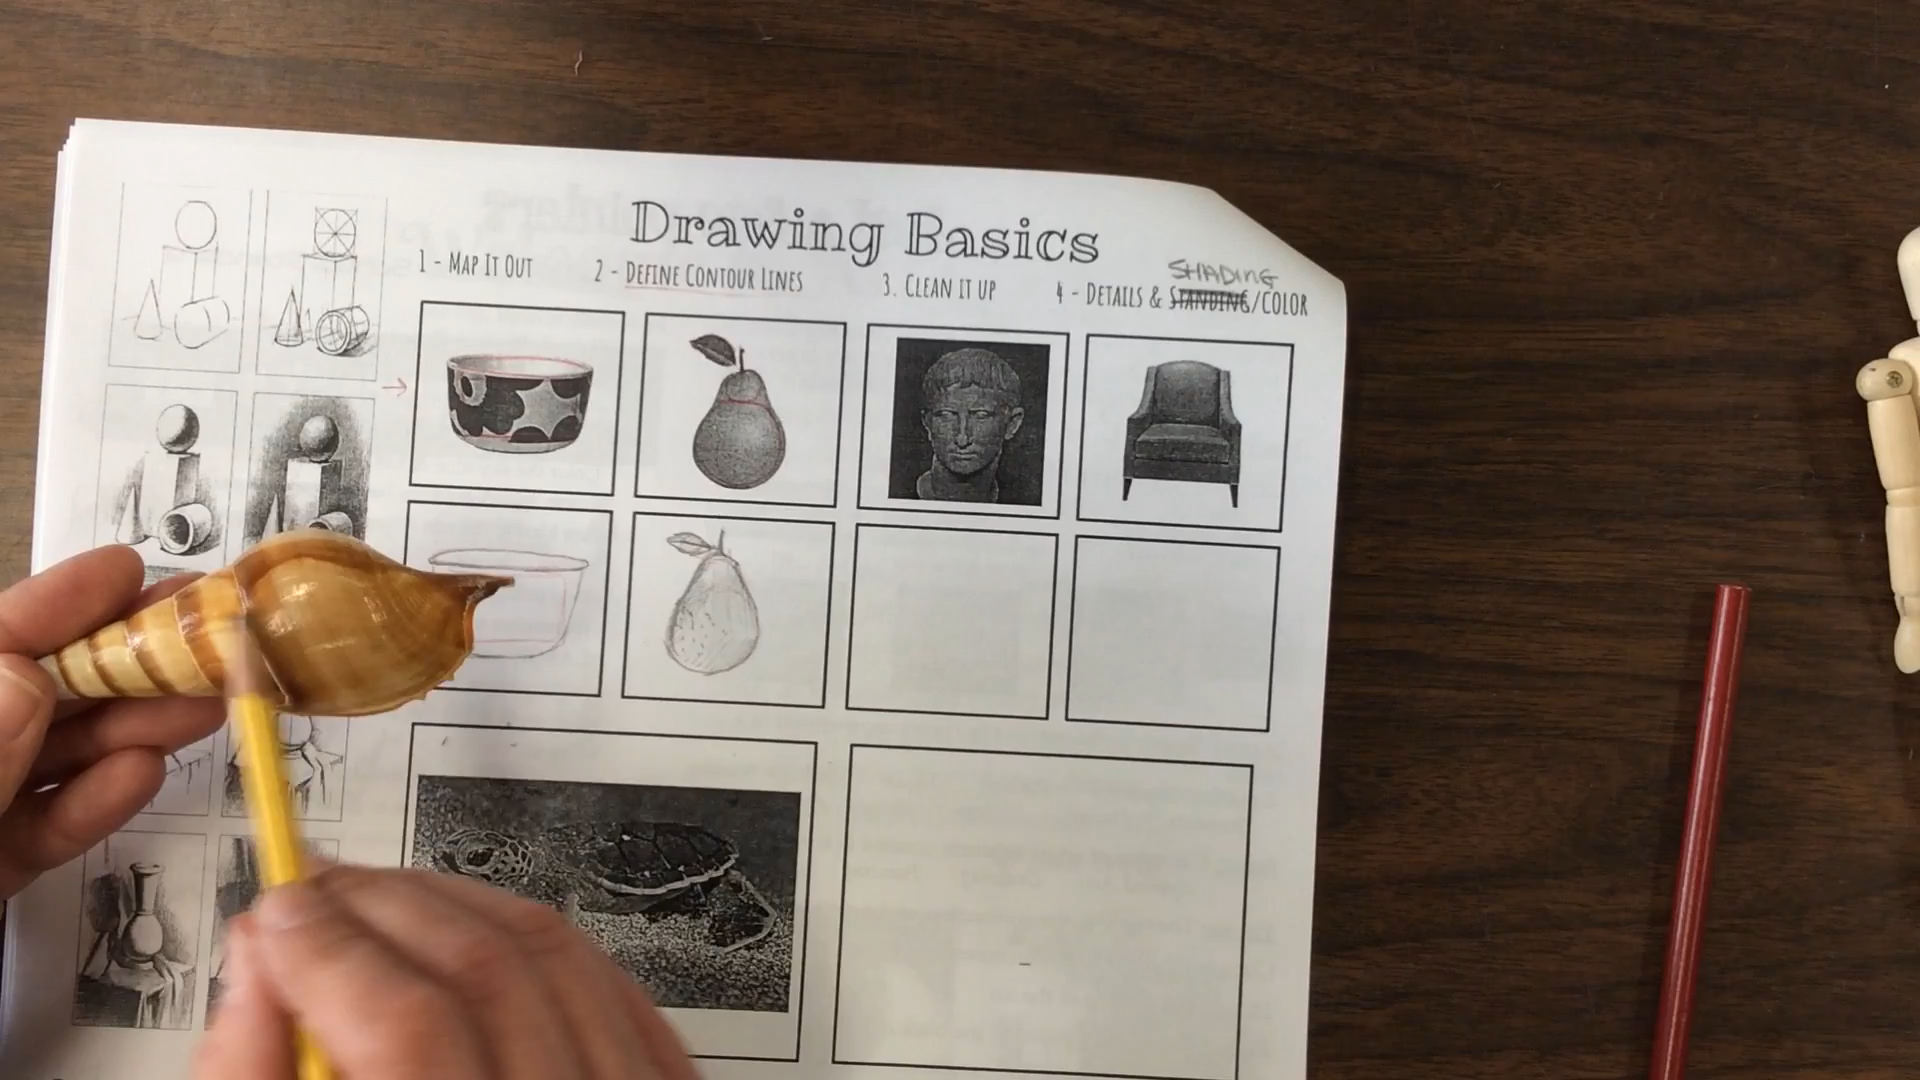 Drawing Basics
1 - Map It Out
2 - Define Contour Lines
3. Clean it up
SHADING
4 - Details & Standing/Color